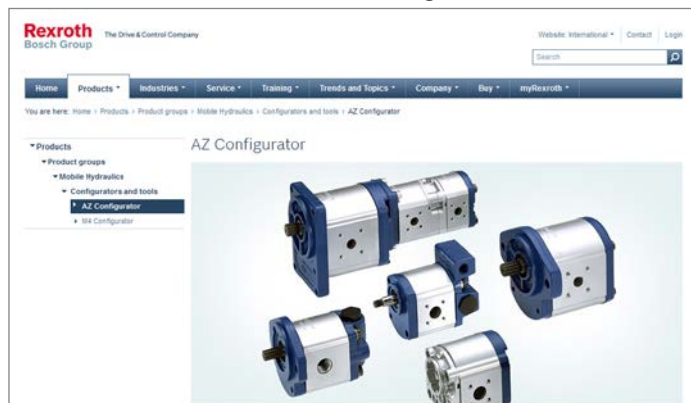 Rexroth
Bosch Group
The Drive & Control Company
Website: International
Contact
Login
Search
Home
Products
Industries
Service
Training
Trends and Topics
Company
Buy
myRexroth
You are here: Home › Products › Product groups › Mobile Hydraulics › Configurators and tools › AZ Configurator
Products
Product groups
Mobile Hydraulics
Configurators and tools
AZ Configurator
M4 Configurator
AZ Configurator